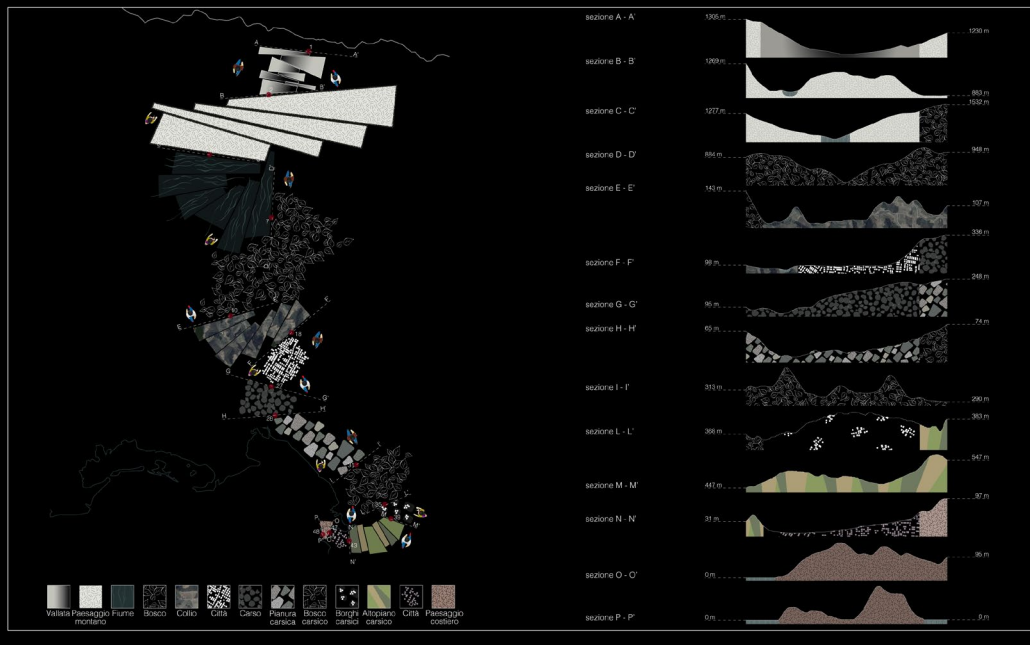 sezione A - A' 1305 m 1230 m
sezione B - B' 1269 m 883 m
sezione C - C' 1277 m 1532 m
sezione D - D' 884 m 948 m
sezione E - E' 143 m 107 m
sezione F - F' 98 m 336 m
sezione G - G' 95 m 248 m
sezione H - H' 65 m 74 m
sezione I - I' 313 m 290 m
sezione L - L' 368 m 363 m
sezione M - M' 447 m 547 m
sezione N - N' 31 m 97 m
sezione O - O' 0 m 95 m
sezione P - P' 0 m 0 m
A
A'
B
B'
E
E'
G
G'
H
H'
N'
Vallata
Paesaggio montano
Fiume
Bosco
Collio
Città
Carso
Pianura carsica
Bosco carsico
Borghi carsici
Altopiano carsico
Città
Paesaggio costiero